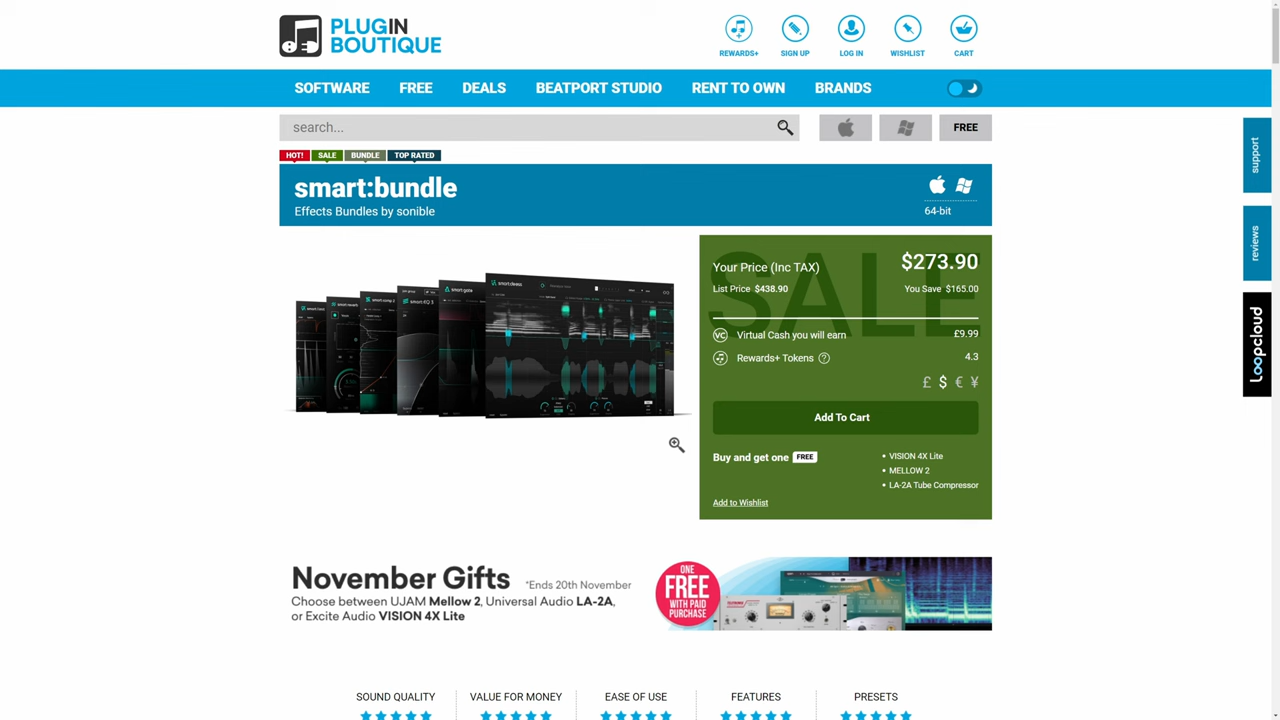 PLUGIN
BOUTIQUE
REWARDS+
SIGN UP
LOG IN
WISHLIST
CART
SOFTWARE
FREE
DEALS
BEATPORT STUDIO
RENT TO OWN
BRANDS
search...
FREE
HOT!
SALE
BUNDLE
TOP RATED
smart:bundle
Effects Bundles by sonible
64-bit
support
reviews
loopcloud
SALE
Your Price (Inc TAX)
$273.90
List Price $438.90
You Save $165.00
VC Virtual Cash you will earn
£9.99
Rewards+ Tokens ?
4.3
£ $ € ¥
Add To Cart
Buy and get one FREE
• VISION 4X Lite
• MELLOW 2
• LA-2A Tube Compressor
Add to Wishlist
November Gifts *Ends 20th November
Choose between UJAM Mellow 2, Universal Audio LA-2A,
or Excite Audio VISION 4X Lite
ONE
FREE
WITH PAID
PURCHASE
SOUND QUALITY
VALUE FOR MONEY
EASE OF USE
FEATURES
PRESETS